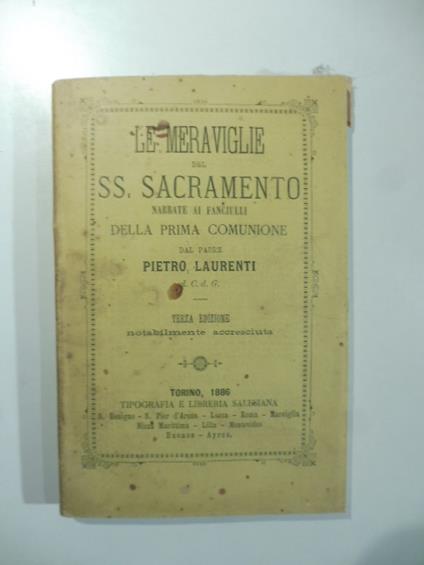 LE MERAVIGLIE
DEL
SS. SACRAMENTO
NARRATE AI FANCIULLI
DELLA PRIMA COMUNIONE
DAL PADRE
PIETRO LAURENTI
d. C. d. G.
TERZA EDIZIONE
notabilmente accresciuta
TORINO, 1886
TIPOGRAFIA E LIBRERIA SALESIANA
S. Benigno - S. Pier d'Arena - Lucca - Roma - Marsiglia
Nizza Marittima - Lilla - Montevideo
Buenos - Ayres.